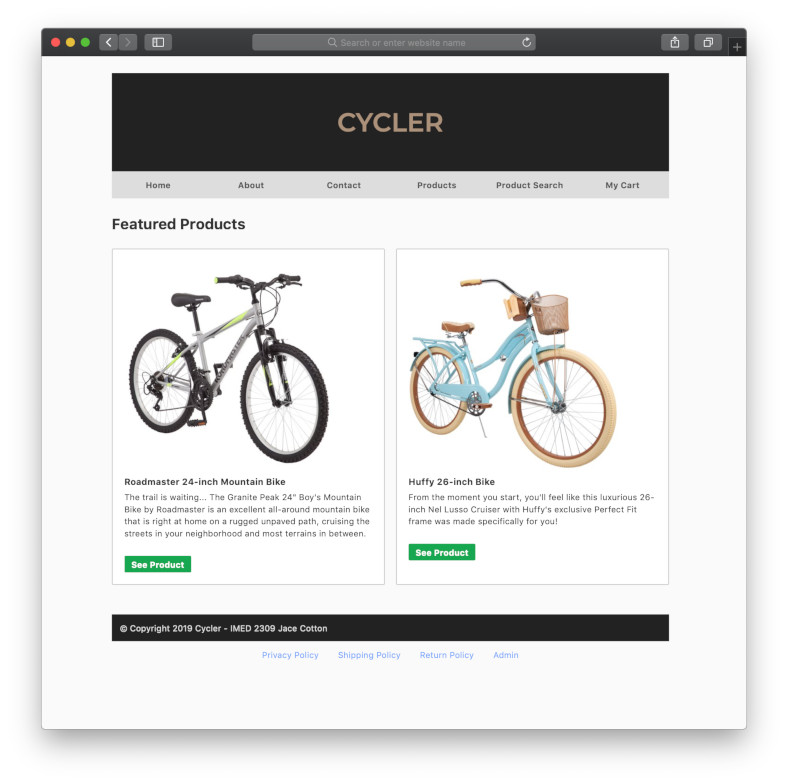 Search or enter website name
CYCLER
Home About Contact Products Product Search My Cart
Featured Products
Roadmaster 24-inch Mountain Bike
The trail is waiting... The Granite Peak 24" Boy's Mountain
Bike by Roadmaster is an excellent all-around mountain bike
that is right at home on a rugged unpaved path, cruising the
streets in your neighborhood and most terrains in between.
See Product
Huffy 26-inch Bike
From the moment you start, you'll feel like this luxurious 26-
inch Nel Lusso Cruiser with Huffy's exclusive Perfect Fit
frame was made specifically for you!
See Product
© Copyright 2019 Cycler - IMED 2309 Jace Cotton
Privacy Policy Shipping Policy Return Policy Admin